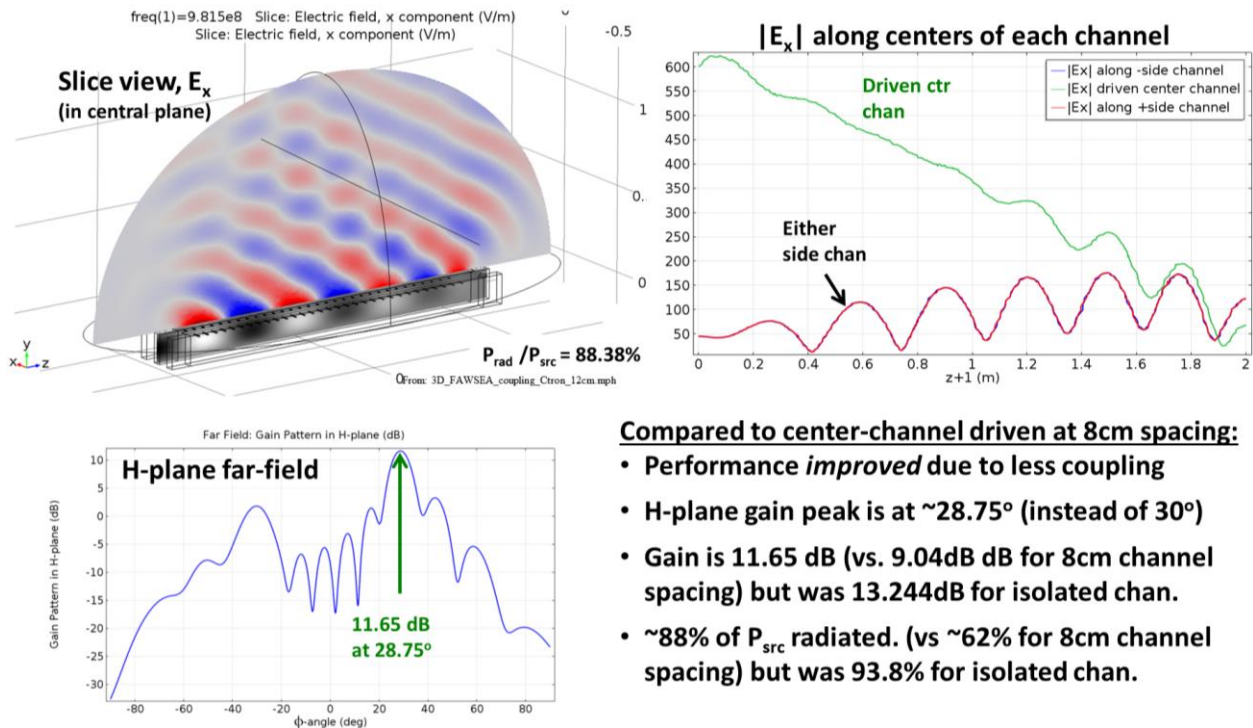 freq(1)=9.815e8 Slice: Electric field, x component (V/m)
Slice: Electric field, x component (V/m)
Slice view, Ex
(in central plane)
-0.5
1
0.
0
y
x z
Prad /Psrc = 88.38%
0
From: 3D_FAWSEA_coupling_Ctron_12cm.mph
|Ex| along centers of each channel
600
550
500
450
400
350
300
250
200
150
100
50
Driven ctr
chan
|Ex| along -side channel
|Ex| driven center channel
|Ex| along +side channel
Either
side chan
0 0.2 0.4 0.6 0.8 1 1.2 1.4 1.6 1.8 2
z+1 (m)
Far Field: Gain Pattern in H-plane (dB)
H-plane far-field
Gain Pattern in H-plane (dB)
10
5
0
-5
-10
-15
-20
-25
-30
11.65 dB
at 28.75°
-80 -60 -40 -20 0 20 40 60 80
ϕ-angle (deg)
Compared to center-channel driven at 8cm spacing:
• Performance improved due to less coupling
• H-plane gain peak is at ~28.75° (instead of 30°)
• Gain is 11.65 dB (vs. 9.04dB dB for 8cm channel
spacing) but was 13.244dB for isolated chan.
• ~88% of Psrc radiated. (vs ~62% for 8cm channel
spacing) but was 93.8% for isolated chan.